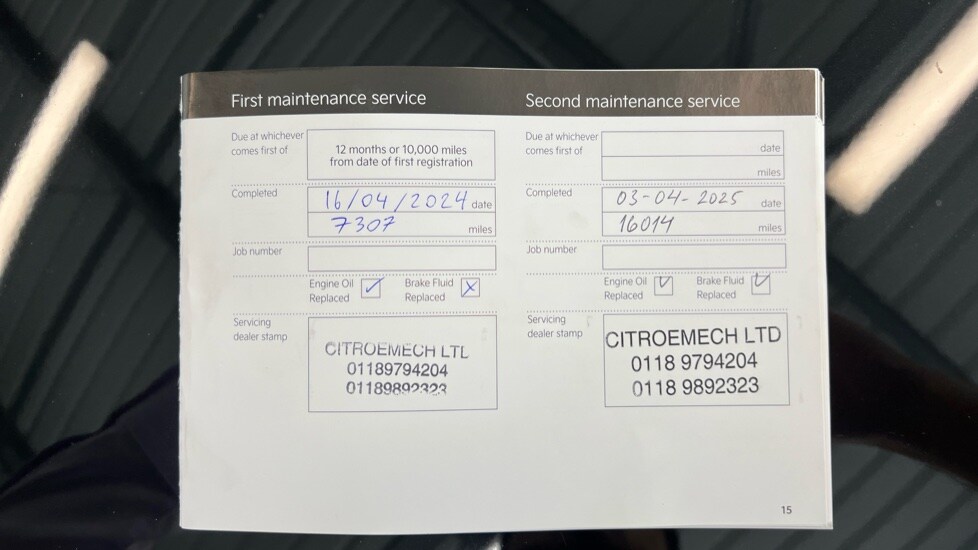 First maintenance service
Due at whichever
comes first of
12 months or 10,000 miles
from date of first registration
Completed
16/04/2024 date
7307 miles
Job number
Engine Oil
Replaced
Brake Fluid
Replaced
Servicing
dealer stamp
CITROEMECH LTD
01189794204
01189892323
Second maintenance service
Due at whichever
comes first of
date
miles
Completed
03-04-2025 date
16014 miles
Job number
Engine Oil
Replaced
Brake Fluid
Replaced
Servicing
dealer stamp
CITROEMECH LTD
0118 9794204
0118 9892323
15